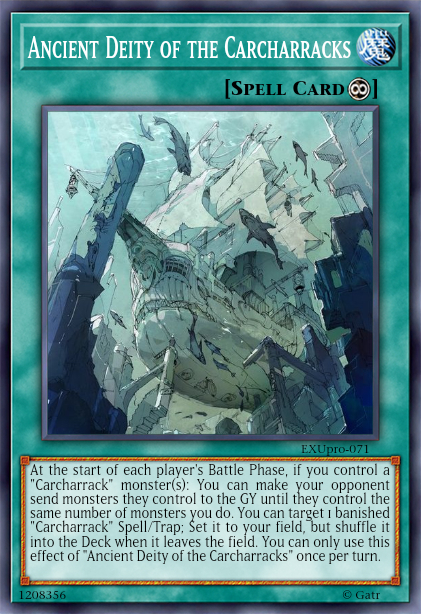 Ancient Deity of the Carcharracks
魔
[Spell Card]
EXUpro-071
At the start of each player's Battle Phase, if you control a
"Carcharrack" monster(s): You can make your opponent
send monsters they control to the GY until they control the
same number of monsters you do. You can target 1 banished
"Carcharrack" Spell/Trap; Set it to your field, but shuffle it
into the Deck when it leaves the field. You can only use this
effect of "Ancient Deity of the Carcharracks" once per turn.
1208356
© Gatr